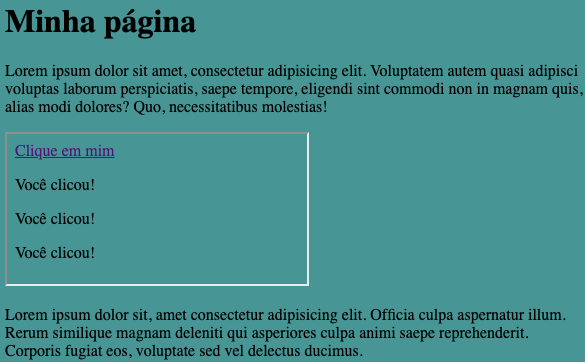 Minha página
Lorem ipsum dolor sit amet, consectetur adipisicing elit. Voluptatem autem quasi adipisci
voluptas laborum perspiciatis, saepe tempore, eligendi sint commodi non in magnam quis,
alias modi dolores? Quo, necessitatibus molestias!
Clique em mim
Você clicou!
Você clicou!
Você clicou!
Lorem ipsum dolor sit, amet consectetur adipisicing elit. Officia culpa aspernatur illum.
Rerum similique magnam deleniti qui asperiores culpa animi saepe reprehenderit.
Corporis fugiat eos, voluptate sed vel delectus ducimus.